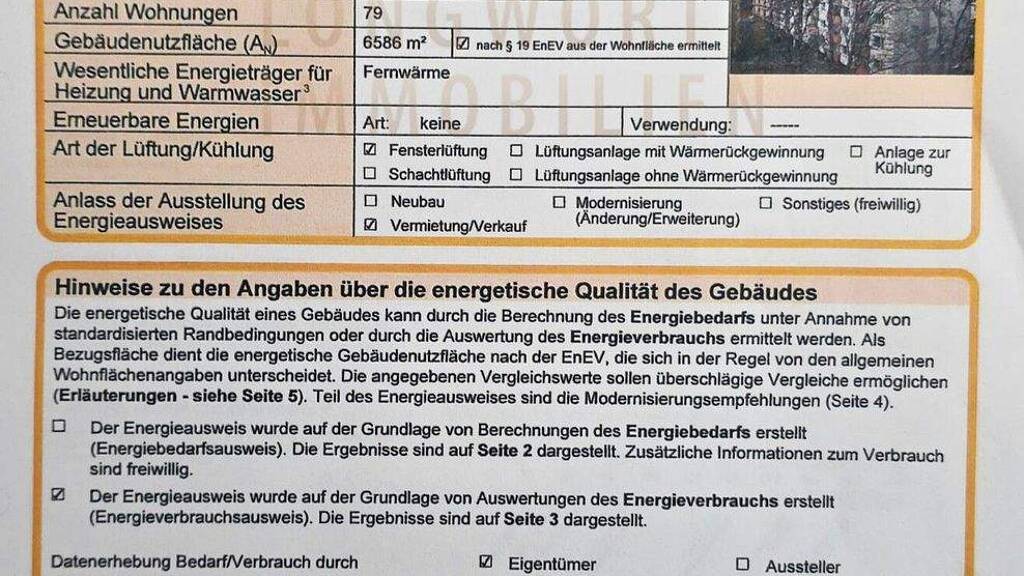 Anzahl Wohnungen 79
Gebäudenutzfläche (AN) 6586 m² ☑ nach § 19 EnEV aus der Wohnfläche ermittelt
Wesentliche Energieträger für Fernwärme
Heizung und Warmwasser³
Erneuerbare Energien Art: keine Verwendung: -----
Art der Lüftung/Kühlung ☑ Fensterlüftung ☐ Lüftungsanlage mit Wärmerückgewinnung ☐ Anlage zur
Kühlung
☐ Schachtlüftung ☐ Lüftungsanlage ohne Wärmerückgewinnung
Anlass der Ausstellung des ☐ Neubau ☐ Modernisierung ☐ Sonstiges (freiwillig)
Energieausweises ☑ Vermietung/Verkauf (Änderung/Erweiterung)
LONGWORT
IMMOBILIEN
Hinweise zu den Angaben über die energetische Qualität des Gebäudes
Die energetische Qualität eines Gebäudes kann durch die Berechnung des Energiebedarfs unter Annahme von
standardisierten Randbedingungen oder durch die Auswertung des Energieverbrauchs ermittelt werden. Als
Bezugsfläche dient die energetische Gebäudenutzfläche nach der EnEV, die sich in der Regel von den allgemeinen
Wohnflächenangaben unterscheidet. Die angegebenen Vergleichswerte sollen überschlägige Vergleiche ermöglichen
(Erläuterungen - siehe Seite 5). Teil des Energieausweises sind die Modernisierungsempfehlungen (Seite 4).
☐ Der Energieausweis wurde auf der Grundlage von Berechnungen des Energiebedarfs erstellt
(Energiebedarfsausweis). Die Ergebnisse sind auf Seite 2 dargestellt. Zusätzliche Informationen zum Verbrauch
sind freiwillig.
☑ Der Energieausweis wurde auf der Grundlage von Auswertungen des Energieverbrauchs erstellt
(Energieverbrauchsausweis). Die Ergebnisse sind auf Seite 3 dargestellt.
Datenerhebung Bedarf/Verbrauch durch ☑ Eigentümer ☐ Aussteller